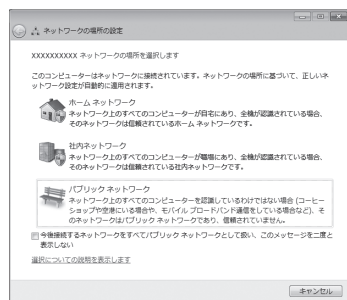 ネットワークの場所の設定
XXXXXXXXXX ネットワークの場所を選択します
このコンピューターはネットワークに接続されています。ネットワークの場所に基づいて、正しいネ
ットワーク設定が自動的に適用されます。
ホーム ネットワーク
ネットワーク上のすべてのコンピューターが自宅にあり、全機が認識されている場合、
そのネットワークは信頼されているホーム ネットワークです。
社内ネットワーク
ネットワーク上のすべてのコンピューターが職場にあり、全機が認識されている場合、
そのネットワークは信頼されている社内ネットワークです。
パブリック ネットワーク
ネットワーク上のすべてのコンピューターを認識しているわけではない場合 (コーヒー
ショップや空港にいる場合や、モバイル ブロードバンド通信をしている場合など)、そ
のネットワークはパブリック ネットワークであり、信頼されていません。
今後接続するネットワークをすべてパブリック ネットワークとして扱い、このメッセージを二度と
表示しない
選択についての説明を表示します
キャンセル